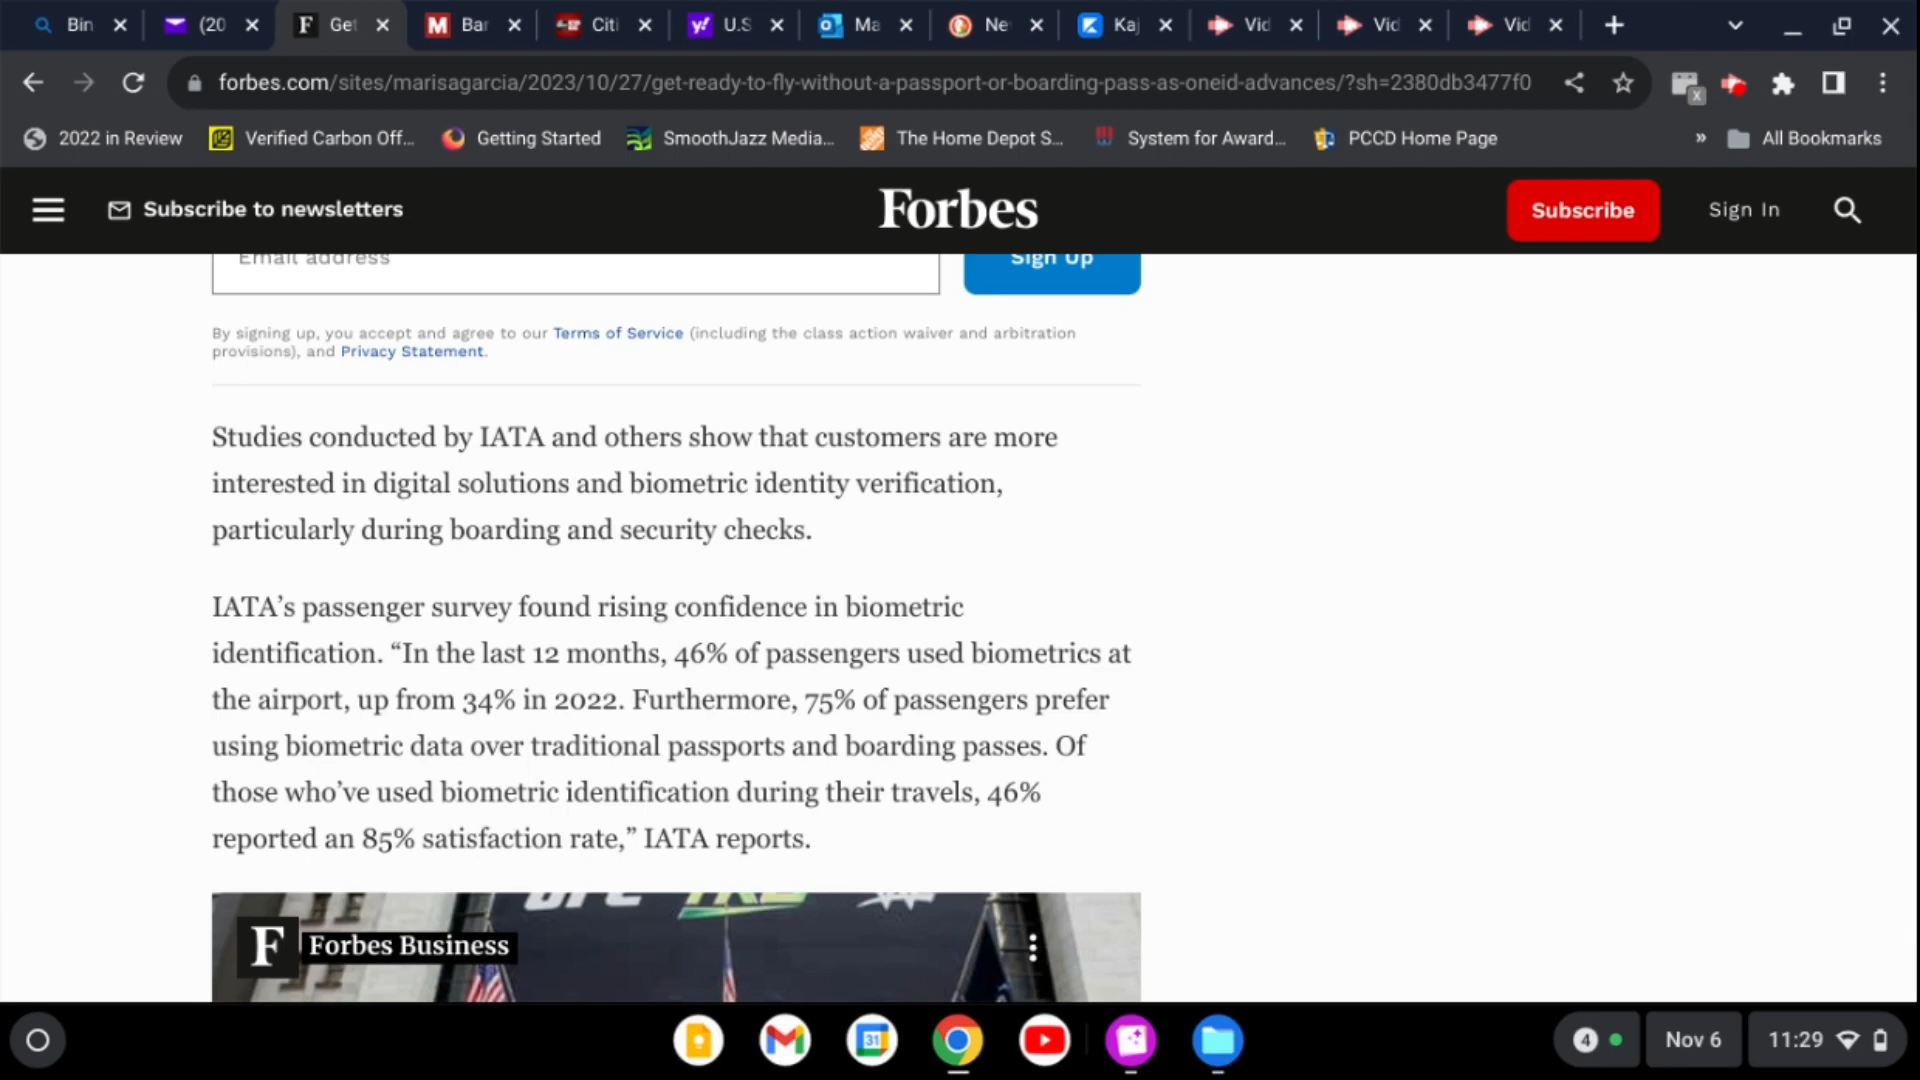 Bin
(20
Get
Bar
Citi
U.S
Ma
Ne
Kaj
Vid
Vid
Vid
forbes.com/sites/marisagarcia/2023/10/27/get-ready-to-fly-without-a-passport-or-boarding-pass-as-oneid-advances/?sh=2380db3477f0
2022 in Review
Verified Carbon Off...
Getting Started
SmoothJazz Media...
The Home Depot S...
System for Award...
PCCD Home Page
» All Bookmarks
Subscribe to newsletters
Forbes
Subscribe
Sign In
Email address
Sign Up
By signing up, you accept and agree to our Terms of Service (including the class action waiver and arbitration
provisions), and Privacy Statement.
Studies conducted by IATA and others show that customers are more
interested in digital solutions and biometric identity verification,
particularly during boarding and security checks.
IATA’s passenger survey found rising confidence in biometric
identification. “In the last 12 months, 46% of passengers used biometrics at
the airport, up from 34% in 2022. Furthermore, 75% of passengers prefer
using biometric data over traditional passports and boarding passes. Of
those who’ve used biometric identification during their travels, 46%
reported an 85% satisfaction rate,” IATA reports.
UFC
F Forbes Business
31
4
Nov 6
11:29